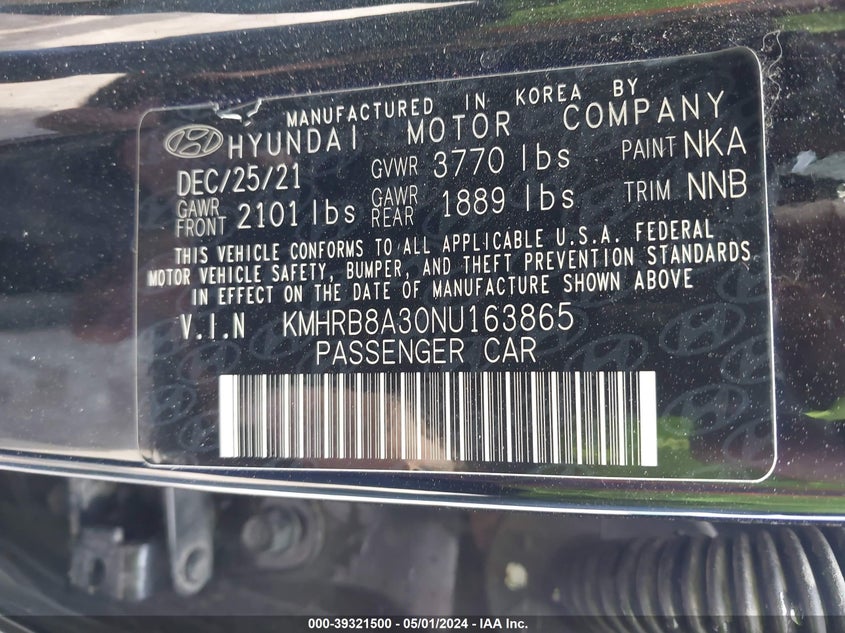 MANUFACTURED IN KOREA BY
HYUNDAI MOTOR COMPANY
DEC/25/21 GVWR 3770 lbs PAINT NKA
GAWR FRONT 2101 lbs GAWR REAR 1889 lbs TRIM NNB
THIS VEHICLE CONFORMS TO ALL APPLICABLE U.S.A. FEDERAL
MOTOR VEHICLE SAFETY, BUMPER, AND THEFT PREVENTION STANDARDS
IN EFFECT ON THE DATE OF MANUFACTURE SHOWN ABOVE
V.I.N KMHRB8A30NU163865
PASSENGER CAR
000-39321500 - 05/01/2024 - IAA Inc.